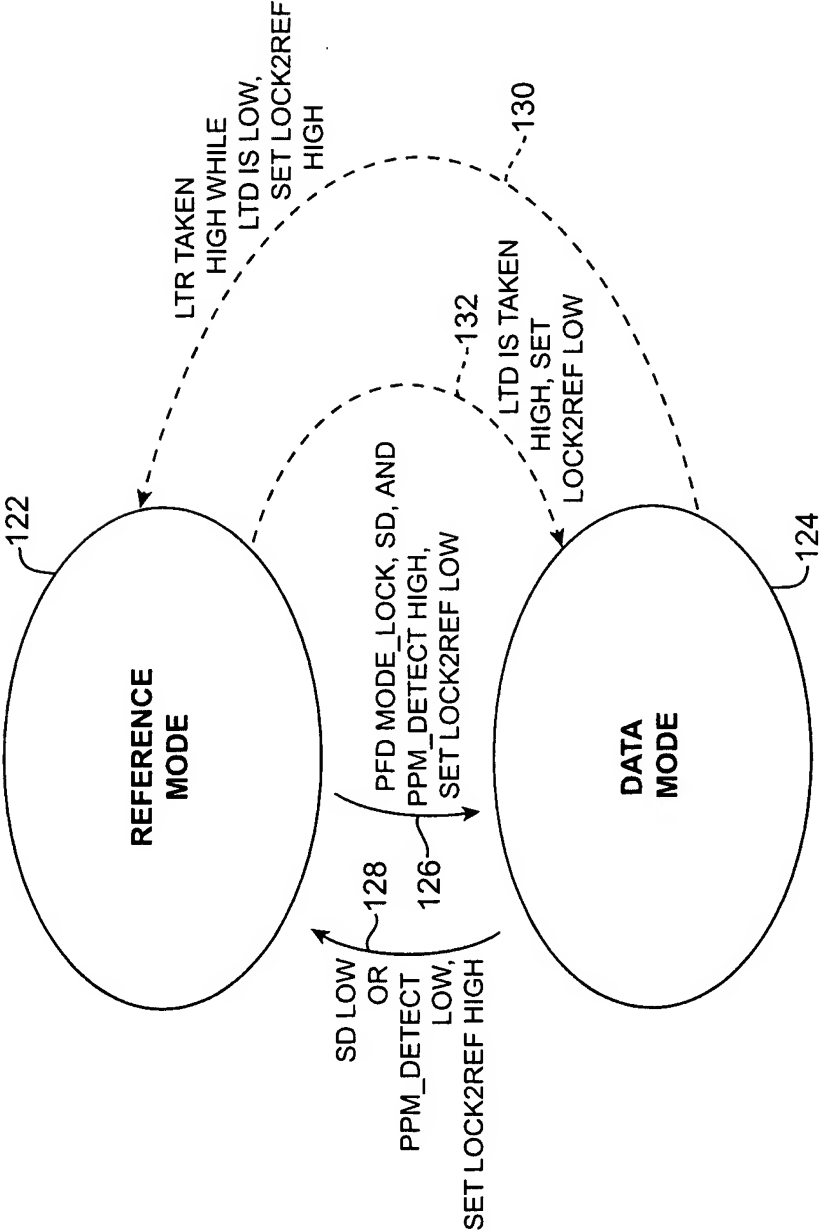 122
REFERENCE
MODE
LTR TAKEN
HIGH WHILE
LTD IS LOW,
SET LOCK2REF
HIGH
130
132
LTD IS TAKEN
HIGH, SET
LOCK2REF LOW
PFD MODE_LOCK, SD, AND
PPM_DETECT HIGH,
SET LOCK2REF LOW
126
128
SD LOW
OR
PPM_DETECT
LOW,
SET LOCK2REF HIGH
DATA
MODE
124